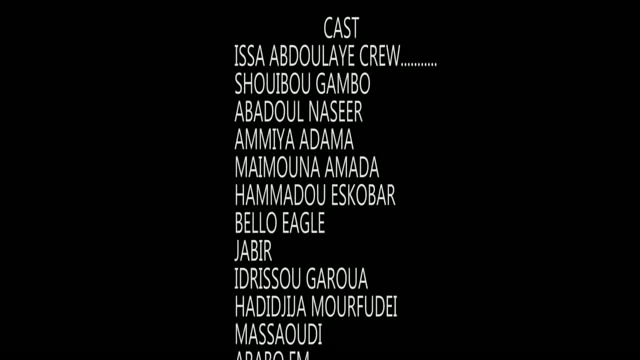 CAST
ISSA ABDOULAYE CREW...........
SHOUIBOU GAMBO
ABADOUL NASEER
AMMIYA ADAMA
MAIMOUNA AMADA
HAMMADOU ESKOBAR
BELLO EAGLE
JABIR
IDRISSOU GAROUA
HADIDJIJA MOURFUDEI
MASSAOUDI